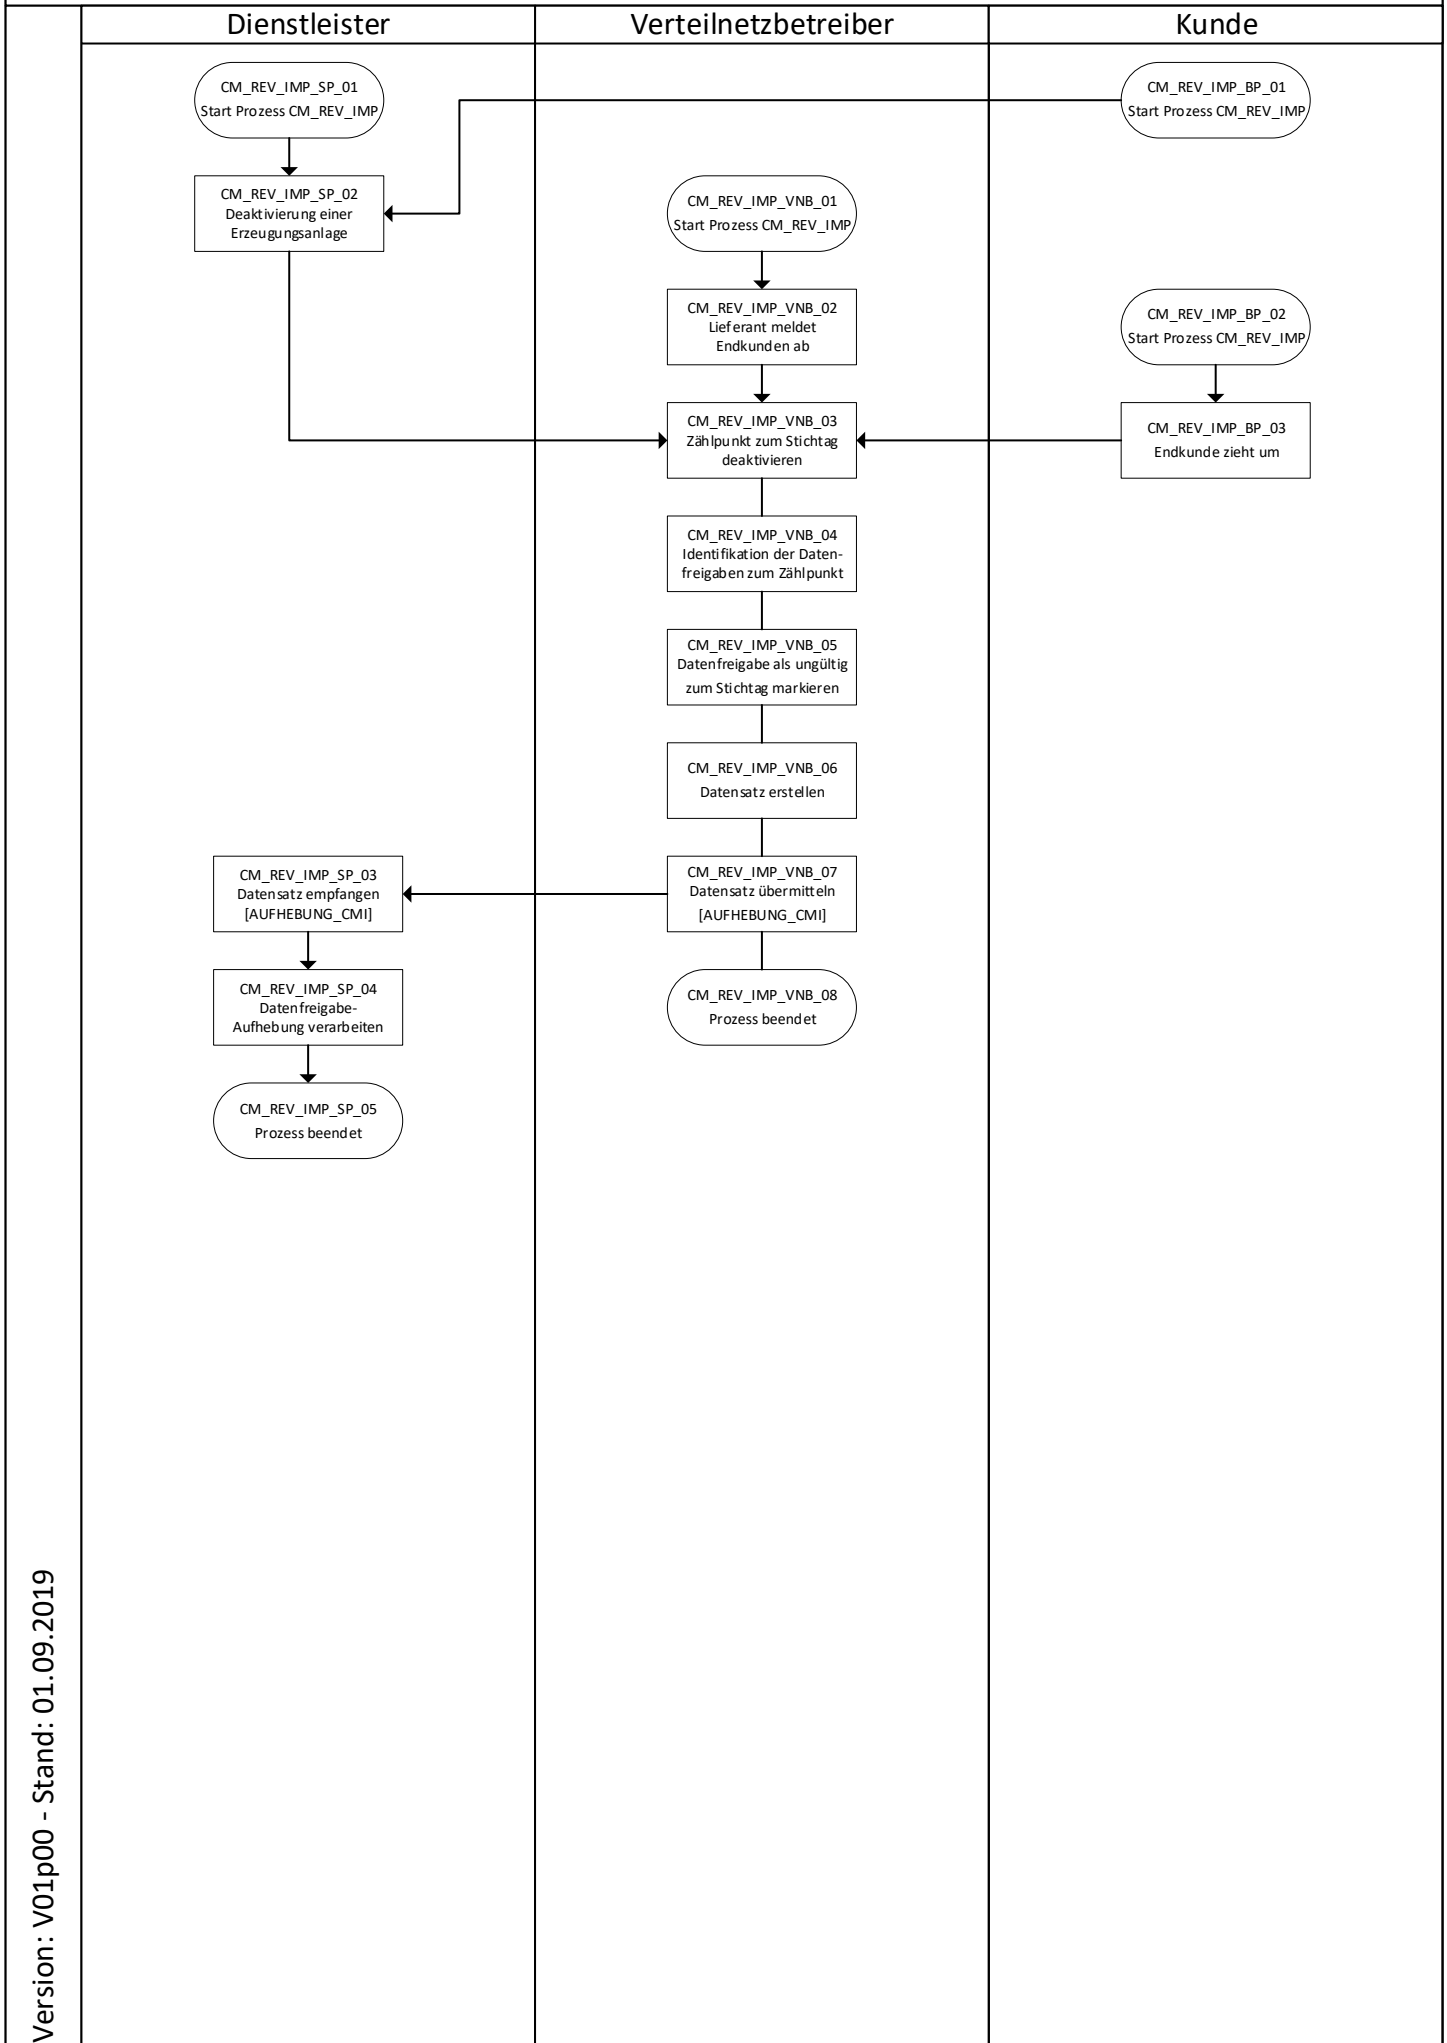 Dienstleister
Verteilnetzbetreiber
Kunde
CM_REV_IMP_SP_01
Start Prozess CM_REV_IMP
CM_REV_IMP_BP_01
Start Prozess CM_REV_IMP
CM_REV_IMP_SP_02
Deaktivierung einer
Erzeugungsanlage
CM_REV_IMP_VNB_01
Start Prozess CM_REV_IMP
CM_REV_IMP_VNB_02
Lieferant meldet
Endkunden ab
CM_REV_IMP_BP_02
Start Prozess CM_REV_IMP
CM_REV_IMP_VNB_03
Zählpunkt zum Stichtag
deaktivieren
CM_REV_IMP_BP_03
Endkunde zieht um
CM_REV_IMP_VNB_04
Identifikation der Daten-
freigaben zum Zählpunkt
CM_REV_IMP_VNB_05
Datenfreigabe als ungültig
zum Stichtag markieren
CM_REV_IMP_VNB_06
Datensatz erstellen
CM_REV_IMP_SP_03
Datensatz empfangen
[AUFHEBUNG_CMI]
CM_REV_IMP_VNB_07
Datensatz übermitteln
[AUFHEBUNG_CMI]
CM_REV_IMP_SP_04
Datenfreigabe-
Aufhebung verarbeiten
CM_REV_IMP_VNB_08
Prozess beendet
CM_REV_IMP_SP_05
Prozess beendet
Version: V01p00 - Stand: 01.09.2019